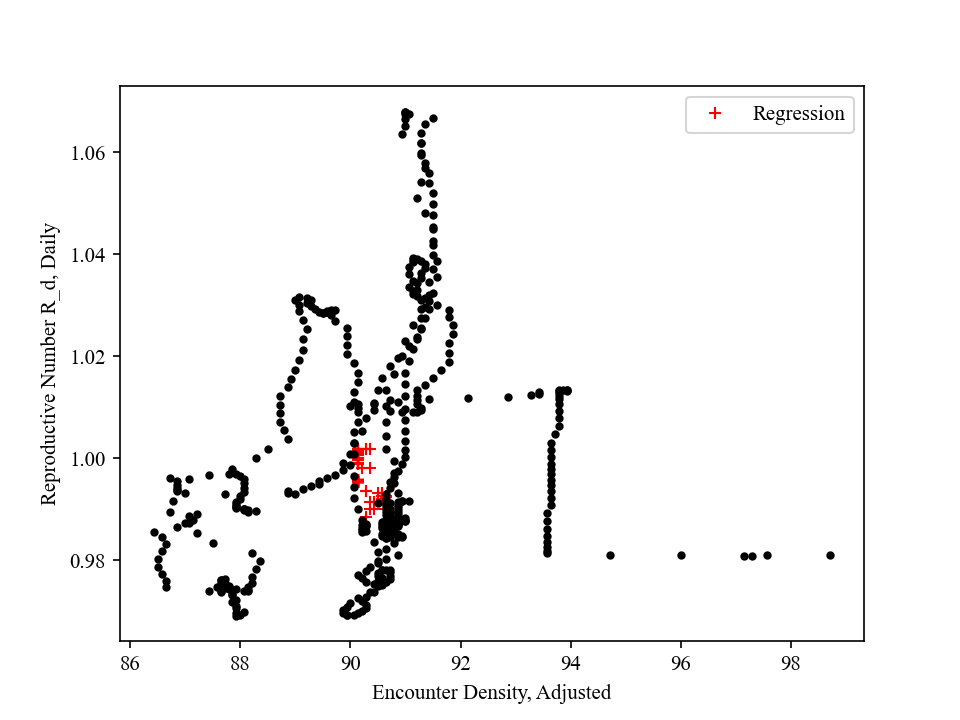 Regression
1.06
1.04
1.02
1.00
0.98
Reproductive Number R_d, Daily
86 88 90 92 94 96 98
Encounter Density, Adjusted